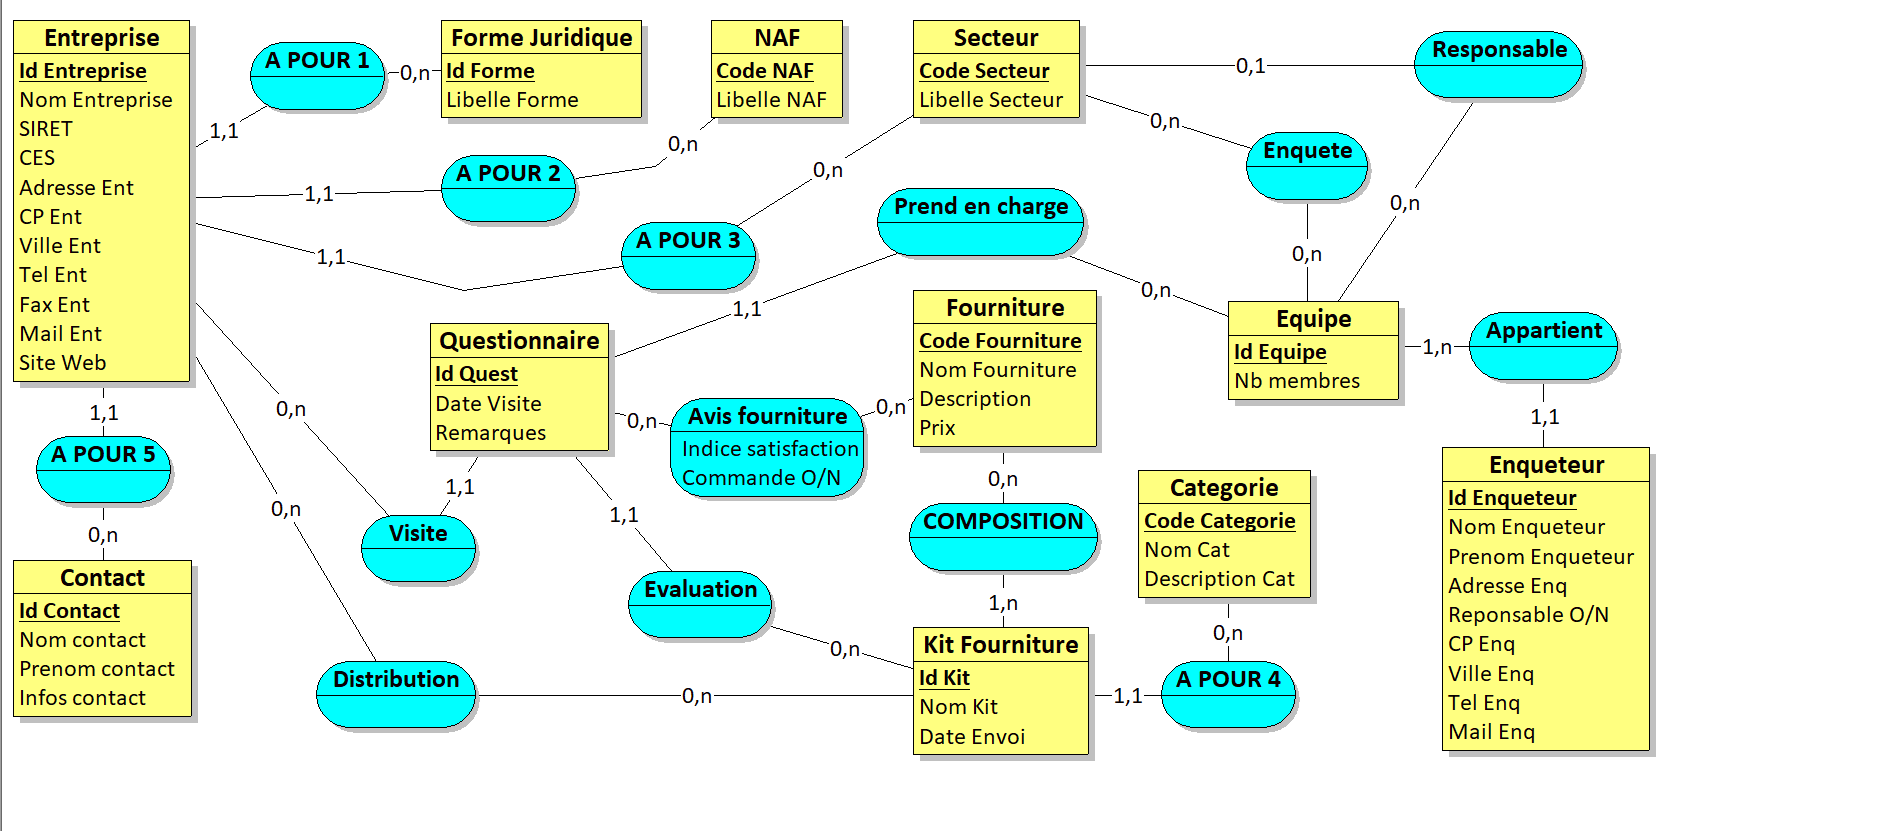 Entreprise
Id Entreprise
Nom Entreprise
SIRET
CES
Adresse Ent
CP Ent
Ville Ent
Tel Ent
Fax Ent
Mail Ent
Site Web
A POUR 1
1,1
0,n
Forme Juridique
Id Forme
Libelle Forme
NAF
Code NAF
Libelle NAF
A POUR 2
1,1
0,n
Secteur
Code Secteur
Libelle Secteur
A POUR 3
1,1
0,n
Responsable
0,1
0,n
Enquete
0,n
0,n
Prend en charge
1,1
0,n
Equipe
Id Equipe
Nb membres
Appartient
1,n
1,1
Enqueteur
Id Enqueteur
Nom Enqueteur
Prenom Enqueteur
Adresse Enq
Reponsable O/N
CP Enq
Ville Enq
Tel Enq
Mail Enq
Questionnaire
Id Quest
Date Visite
Remarques
Avis fourniture
Indice satisfaction
Commande O/N
0,n
0,n
Fourniture
Code Fourniture
Nom Fourniture
Description
Prix
COMPOSITION
0,n
1,n
Categorie
Code Categorie
Nom Cat
Description Cat
A POUR 4
0,n
1,1
Kit Fourniture
Id Kit
Nom Kit
Date Envoi
Evaluation
1,1
0,n
Visite
0,n
1,1
Distribution
0,n
0,n
A POUR 5
1,1
0,n
Contact
Id Contact
Nom contact
Prenom contact
Infos contact